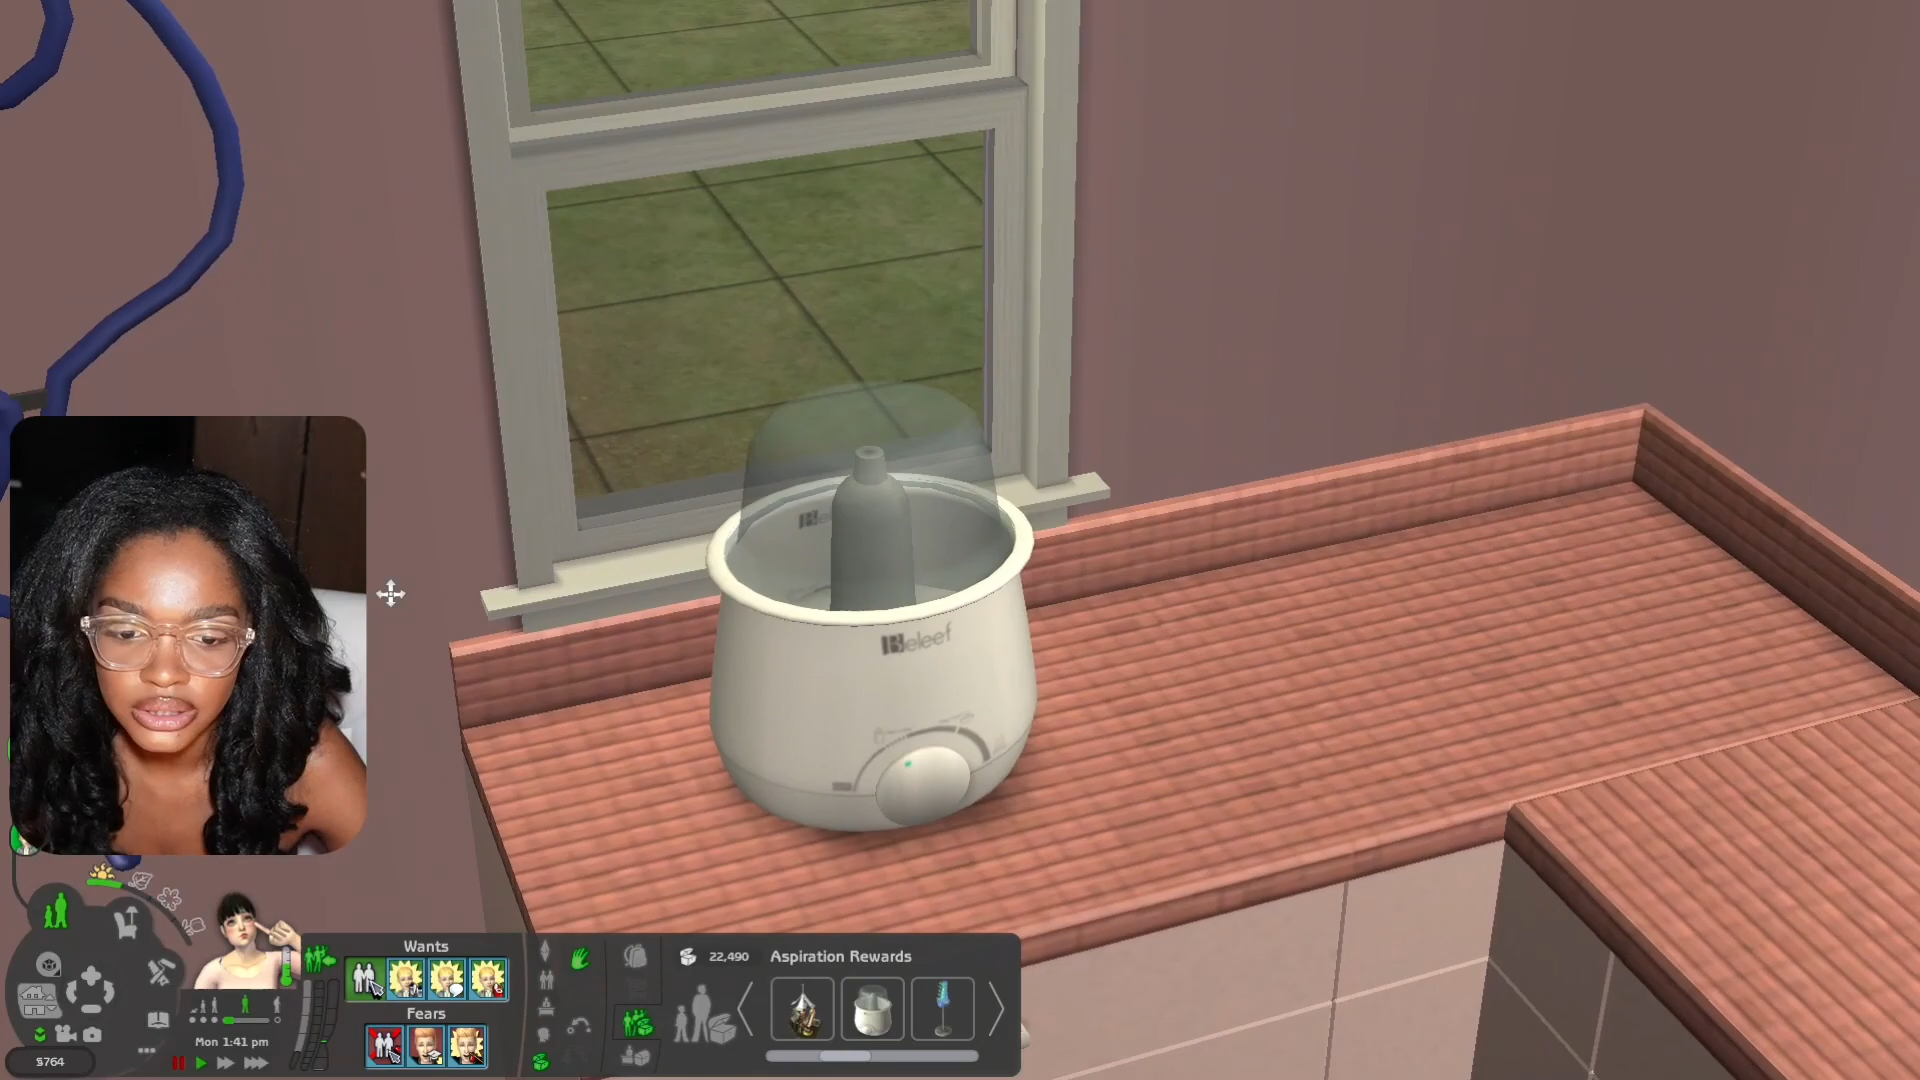 Beleef
Wants
Fears
22,490
Aspiration Rewards
Mon 1:41 pm
§764